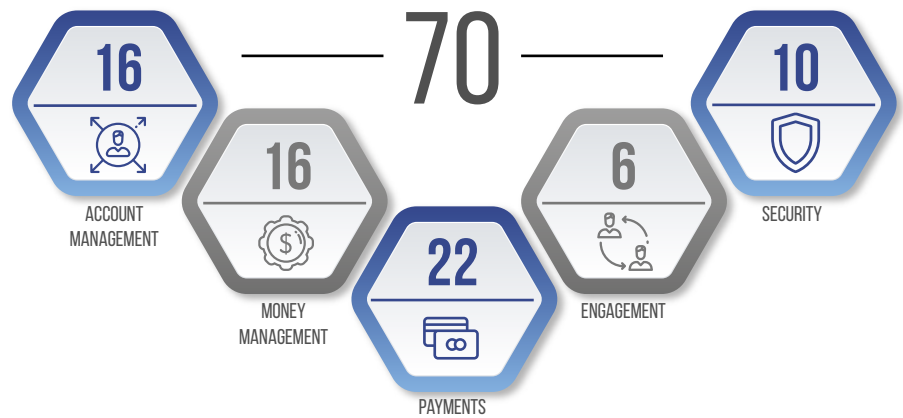 70
16
ACCOUNT
MANAGEMENT
16
$
MONEY
MANAGEMENT
22
PAYMENTS
6
ENGAGEMENT
10
SECURITY